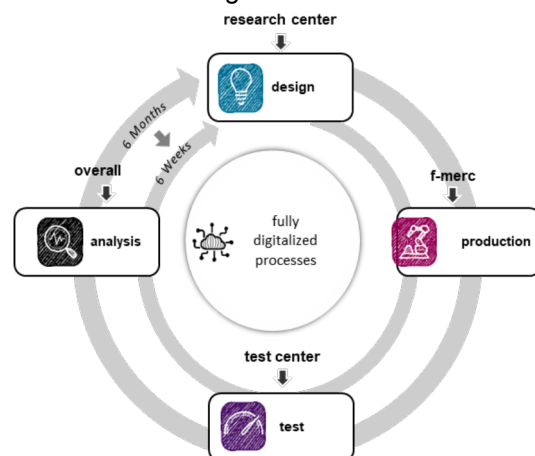 research center
design
6 Months
6 Weeks
overall
f-merc
analysis
fully
digitalized
processes
production
test center
test